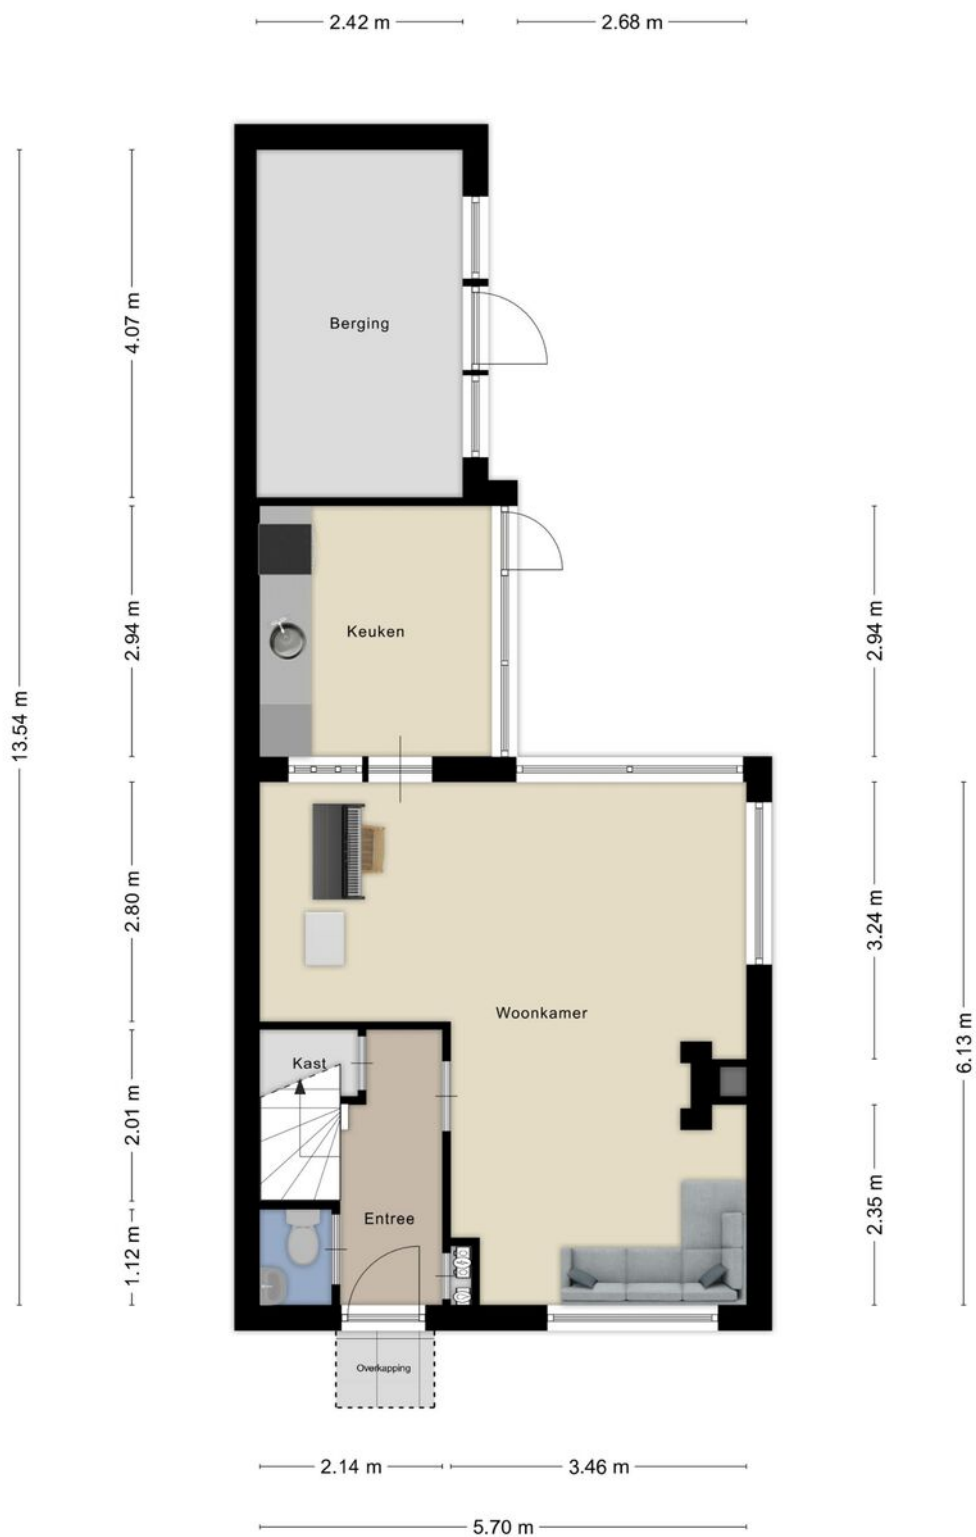 2.42 m
2.68 m
4.07 m
Berging
2.94 m
Keuken
2.94 m
13.54 m
2.80 m
3.24 m
Woonkamer
6.13 m
Kast
2.01 m
2.35 m
Entree
1.12 m
Overkapping
2.14 m
3.46 m
5.70 m